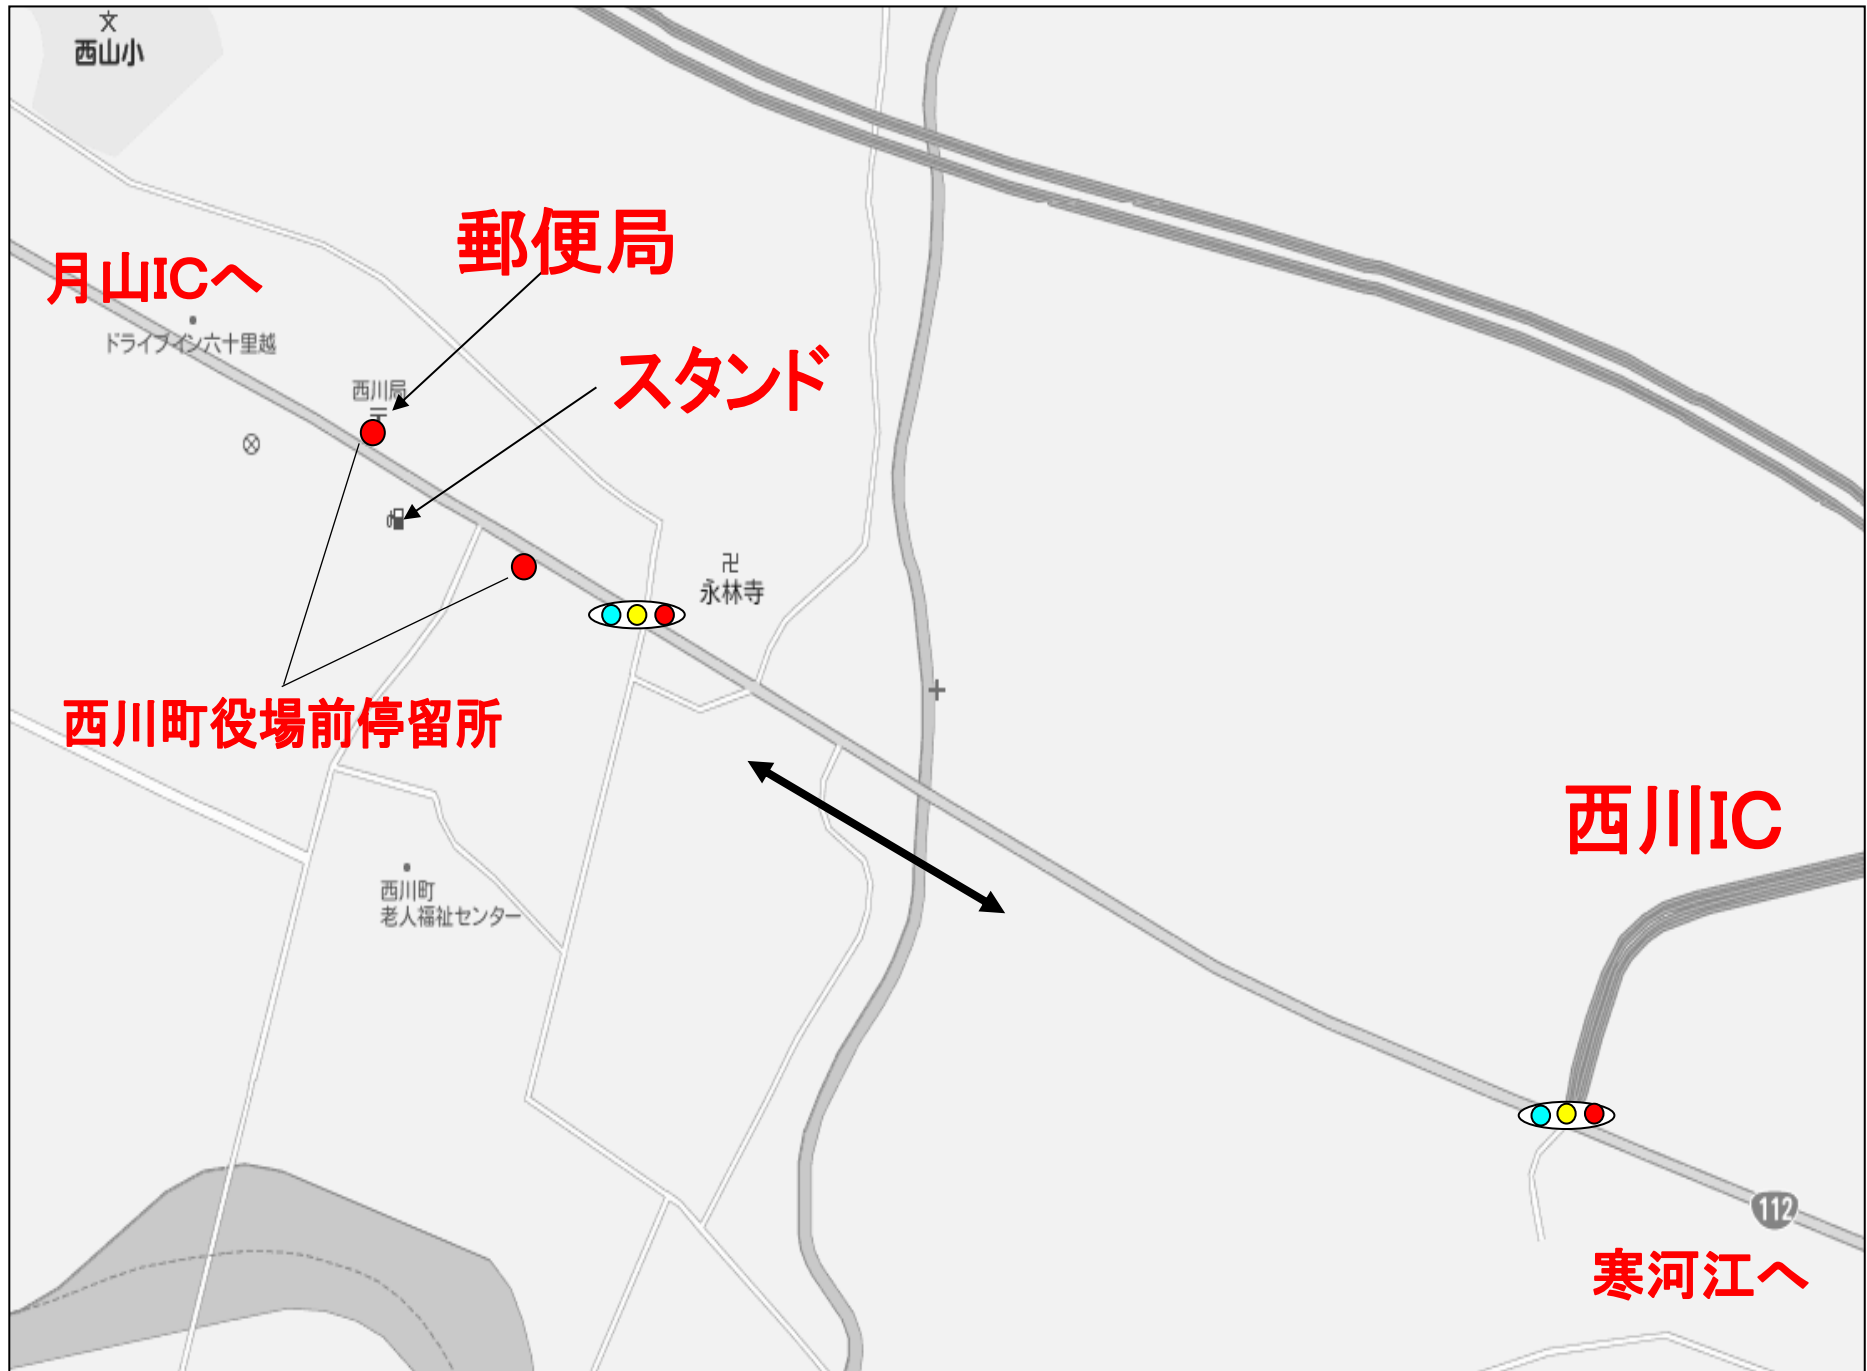 文
西山小
郵便局
月山ICへ
ドライブイン六十里越
スタンド
西川局
〒
卍
永林寺
西川町役場前停留所
西川IC
西川町
老人福祉センター
112
寒河江へ